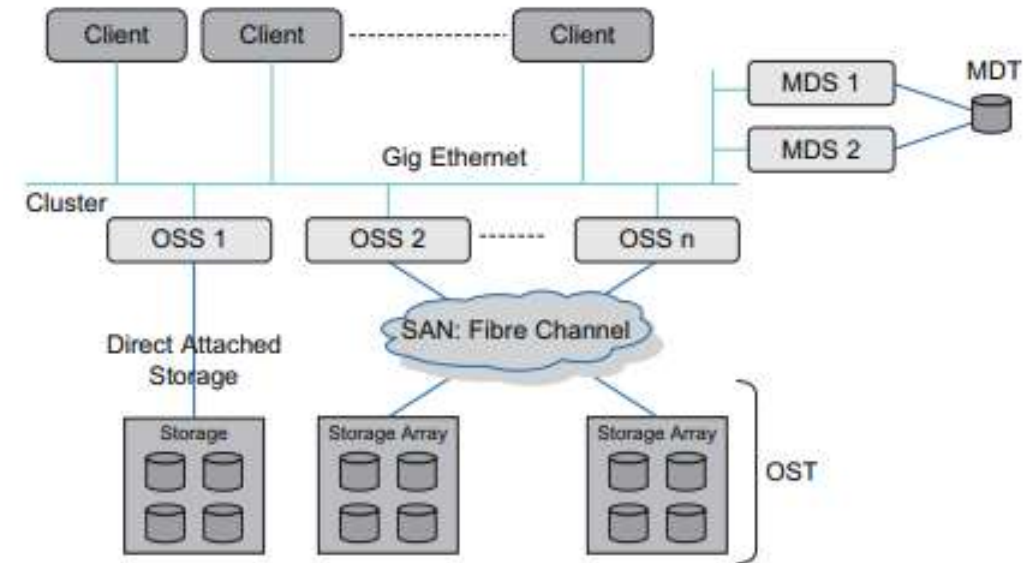 Client
Client
Client
MDS 1
MDT
MDS 2
Gig Ethernet
Cluster
OSS 1
OSS 2
OSS n
SAN: Fibre Channel
Direct Attached
Storage
Storage
Storage Array
Storage Array
OST